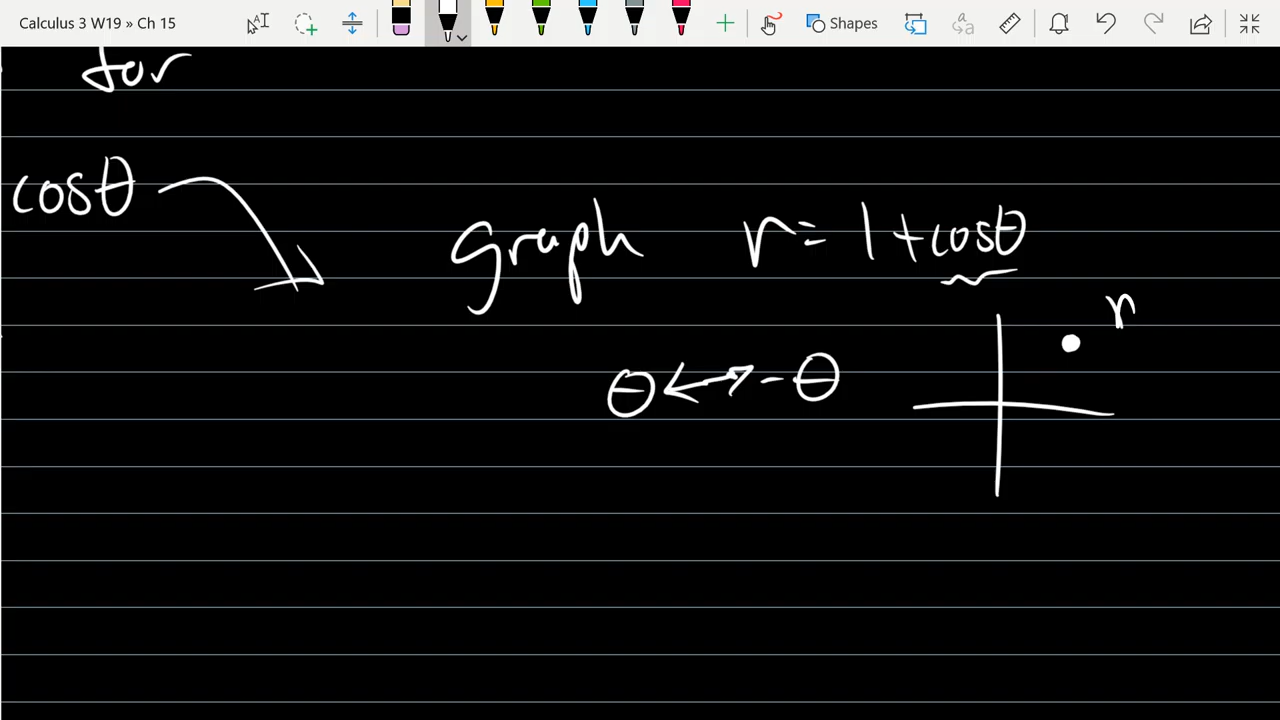 Calculus 3 W19 » Ch 15
Shapes
for
cosθ
graph r = 1 + cosθ
r
θ ↔ -θ